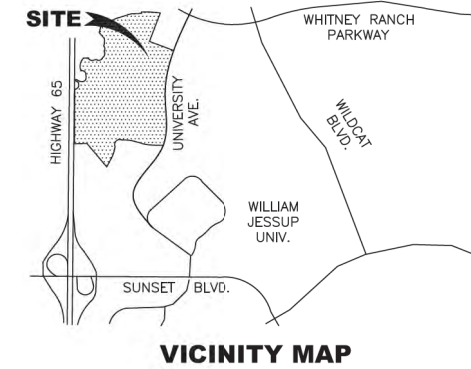 SITE
WHITNEY RANCH
PARKWAY
HIGHWAY 65
UNIVERSITY
AVE.
WILDCAT
BLVD.
WILLIAM
JESSUP
UNIV.
SUNSET BLVD.
VICINITY MAP